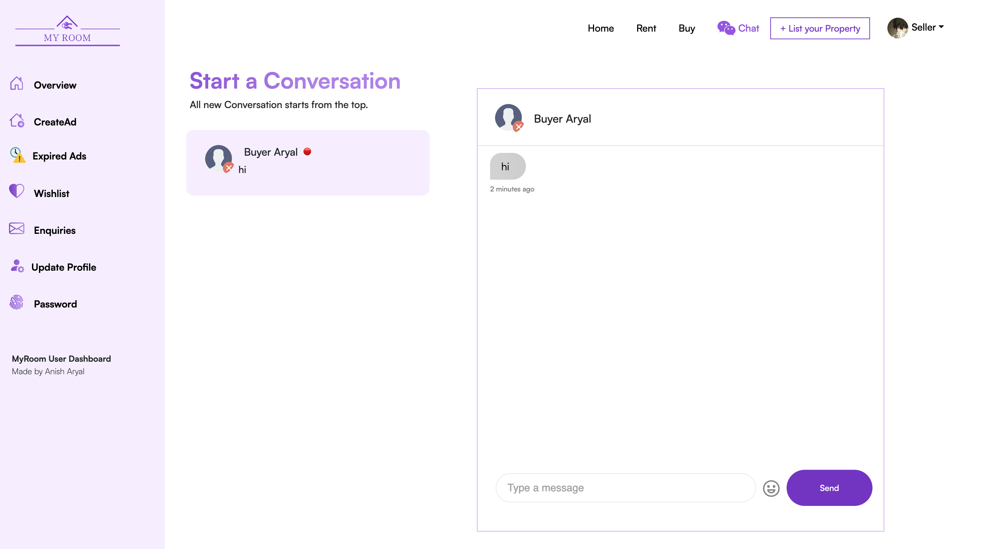 MY ROOM
Home
Rent
Buy
Chat
+ List your Property
Seller
Overview
CreateAd
Expired Ads
Wishlist
Enquiries
Update Profile
Password
MyRoom User Dashboard
Made by Anish Aryal
Start a Conversation
All new Conversation starts from the top.
Buyer Aryal
hi
Buyer Aryal
hi
2 minutes ago
Type a message
Send